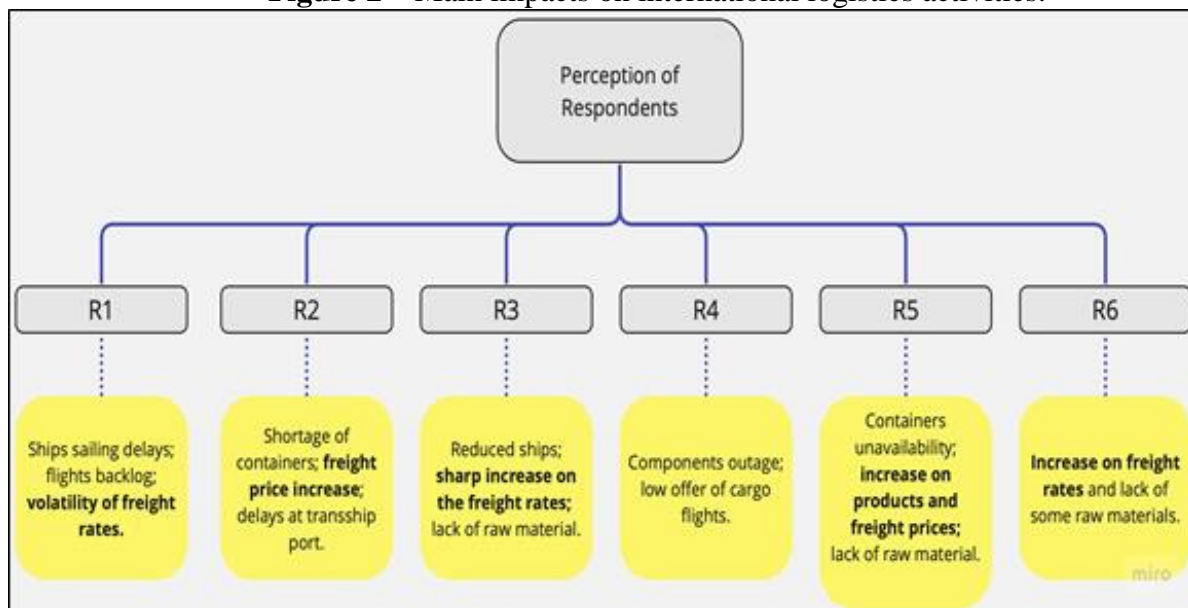 Figure 2 – Main impacts on international logistics activities.
Perception of
Respondents
R1
R2
R3
R4
R5
R6
Ships sailing delays;
flights backlog;
volatility of freight
rates.
Shortage of
containers; freight
price increase;
delays at transship
port.
Reduced ships;
sharp increase on
the freight rates;
lack of raw material.
Components outage;
low offer of cargo
flights.
Containers
unavailability;
increase on
products and
freight prices;
lack of raw material.
Increase on freight
rates and lack of
some raw materials.
miro